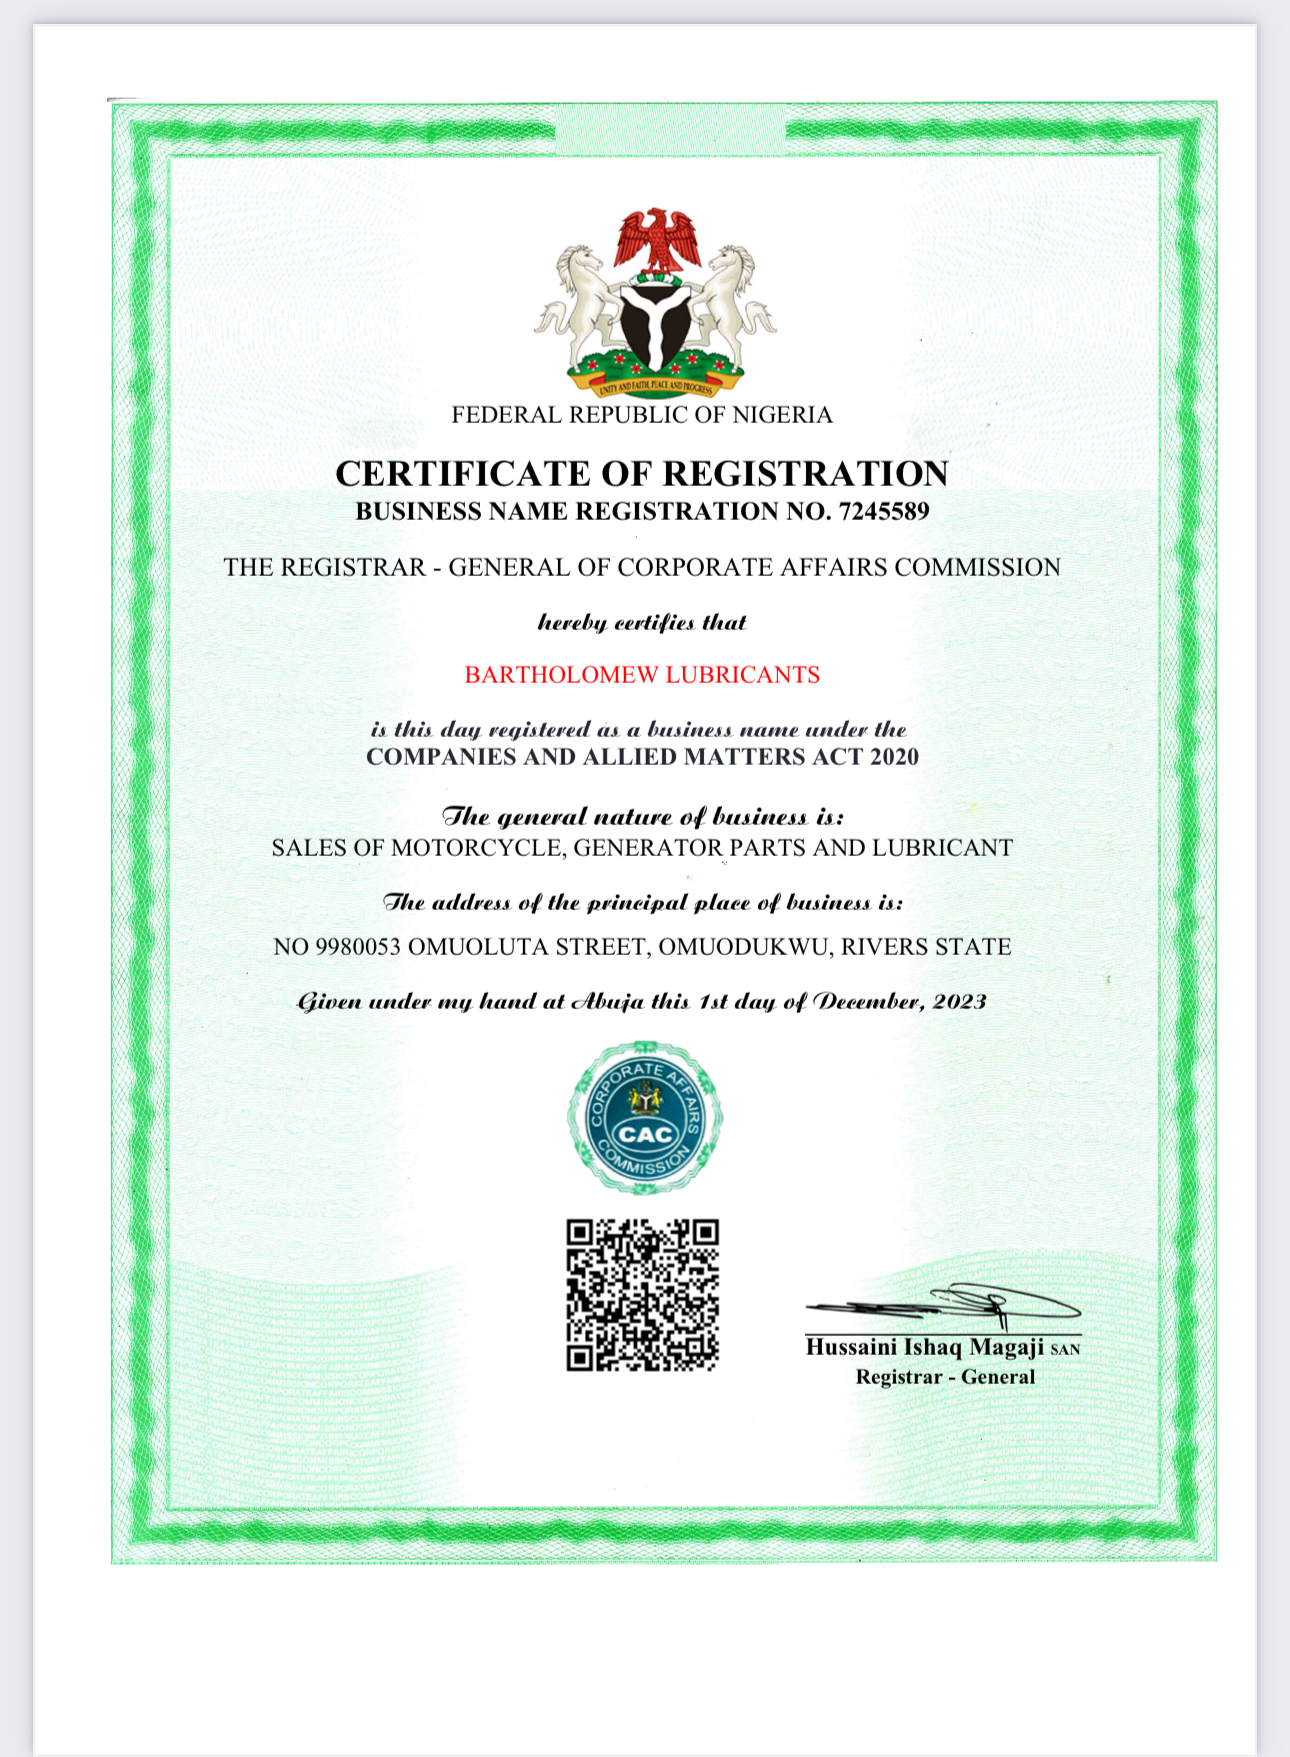 UNITY AND FAITH, PEACE AND PROGRESS
FEDERAL REPUBLIC OF NIGERIA
CERTIFICATE OF REGISTRATION
BUSINESS NAME REGISTRATION NO. 7245589
THE REGISTRAR - GENERAL OF CORPORATE AFFAIRS COMMISSION
hereby certifies that
BARTHOLOMEW LUBRICANTS
is this day registered as a business name under the
COMPANIES AND ALLIED MATTERS ACT 2020
The general nature of business is:
SALES OF MOTORCYCLE, GENERATOR PARTS AND LUBRICANT
The address of the principal place of business is:
NO 9980053 OMUOLUTA STREET, OMUODUKWU, RIVERS STATE
Given under my hand at Abuja this 1st day of December, 2023
CORPORATE AFFAIRS
CAC
COMMISSION
Hussaini Ishaq Magaji SAN
Registrar - General